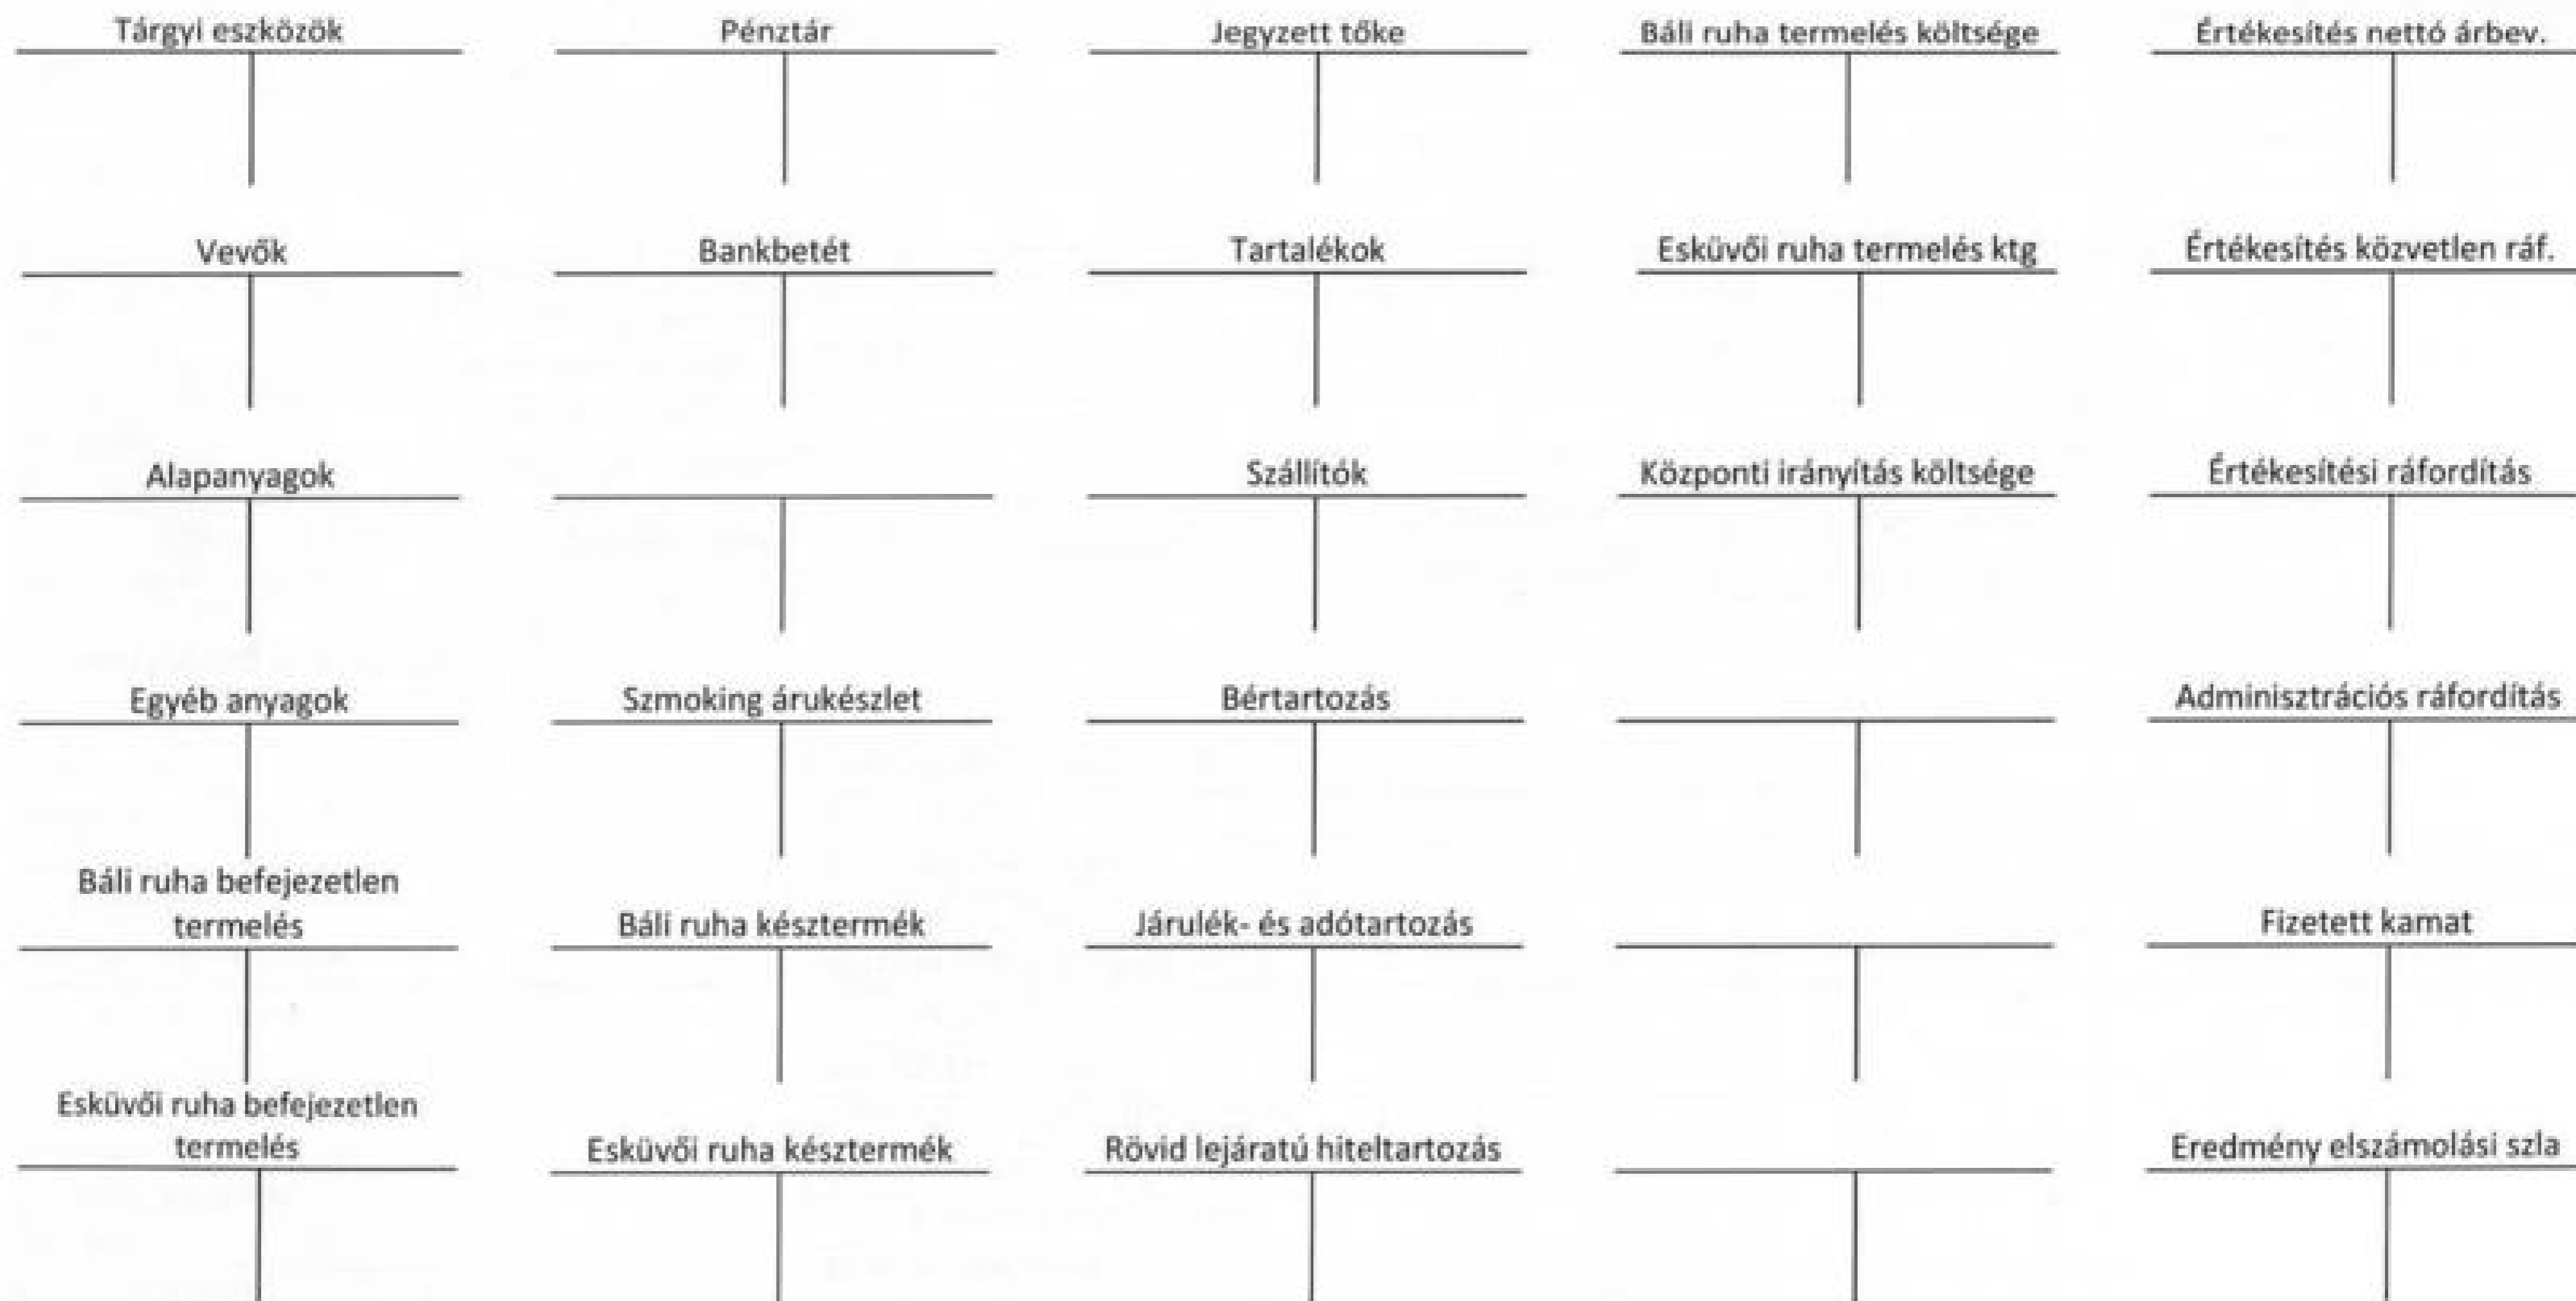 Tárgyi eszközök
Pénztár
Jegyzett tőke
Báli ruha termelés költsége
Értékesítés nettó árbev.
Vevők
Bankbetét
Tartalékok
Esküvői ruha termelés ktg
Értékesítés közvetlen ráf.
Alapanyagok
Szállítók
Központi irányítás költsége
Értékesítési ráfordítás
Egyéb anyagok
Szmoking árukészlet
Bértartozás
Adminisztrációs ráfordítás
Báli ruha befejezetlen
termelés
Báli ruha késztermék
Járulék- és adótartozás
Fizetett kamat
Esküvői ruha befejezetlen
termelés
Esküvői ruha késztermék
Rövid lejáratú hiteltartozás
Eredmény elszámolási szla